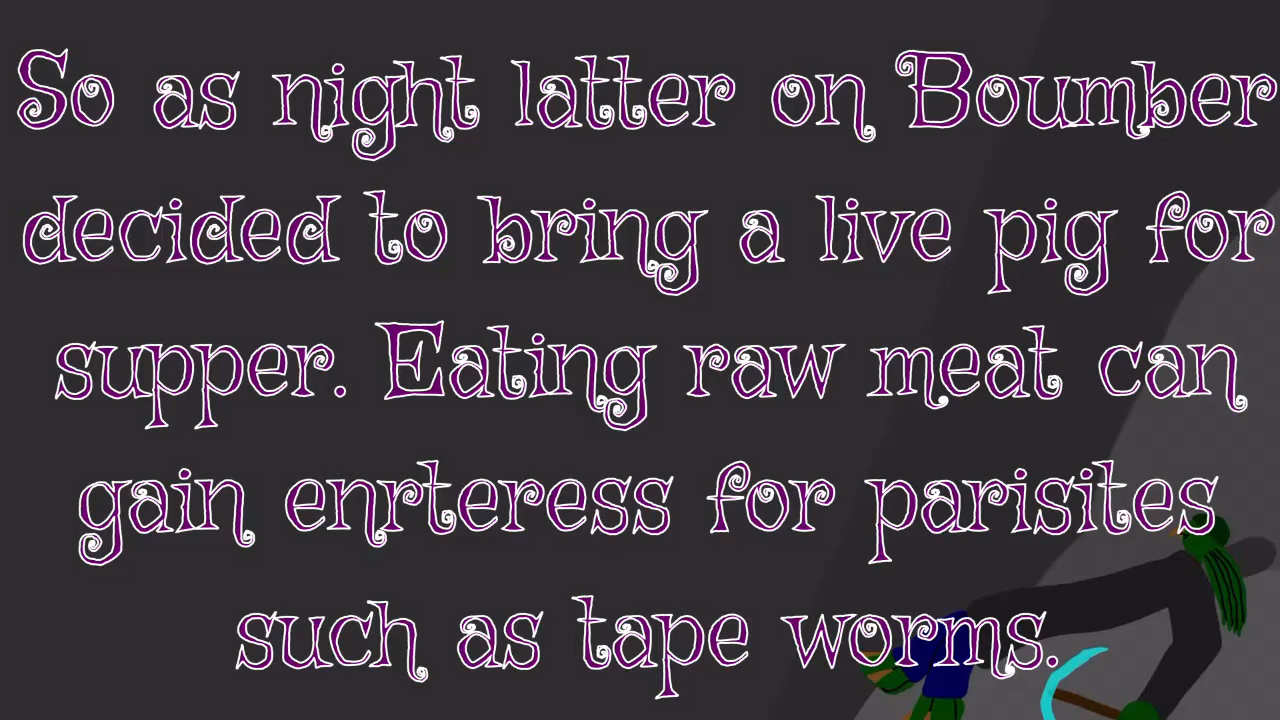 So as night latter on Boumber
decided to bring a live pig for
supper. Eating raw meat can
gain enrteress for parisites
such as tape worms.